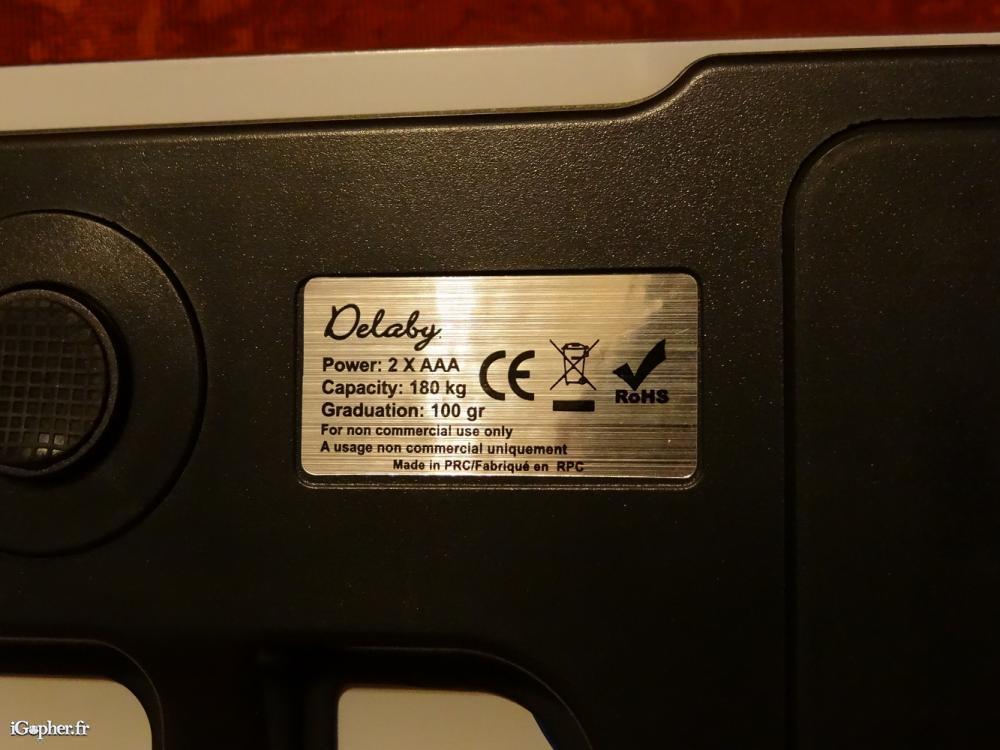 Delaby
Power: 2 X AAA
Capacity: 180 kg
Graduation: 100 gr
For non commercial use only
A usage non commercial uniquement
Made in PRC/Fabriqué en RPC
CE
RoHS
iGopher.fr